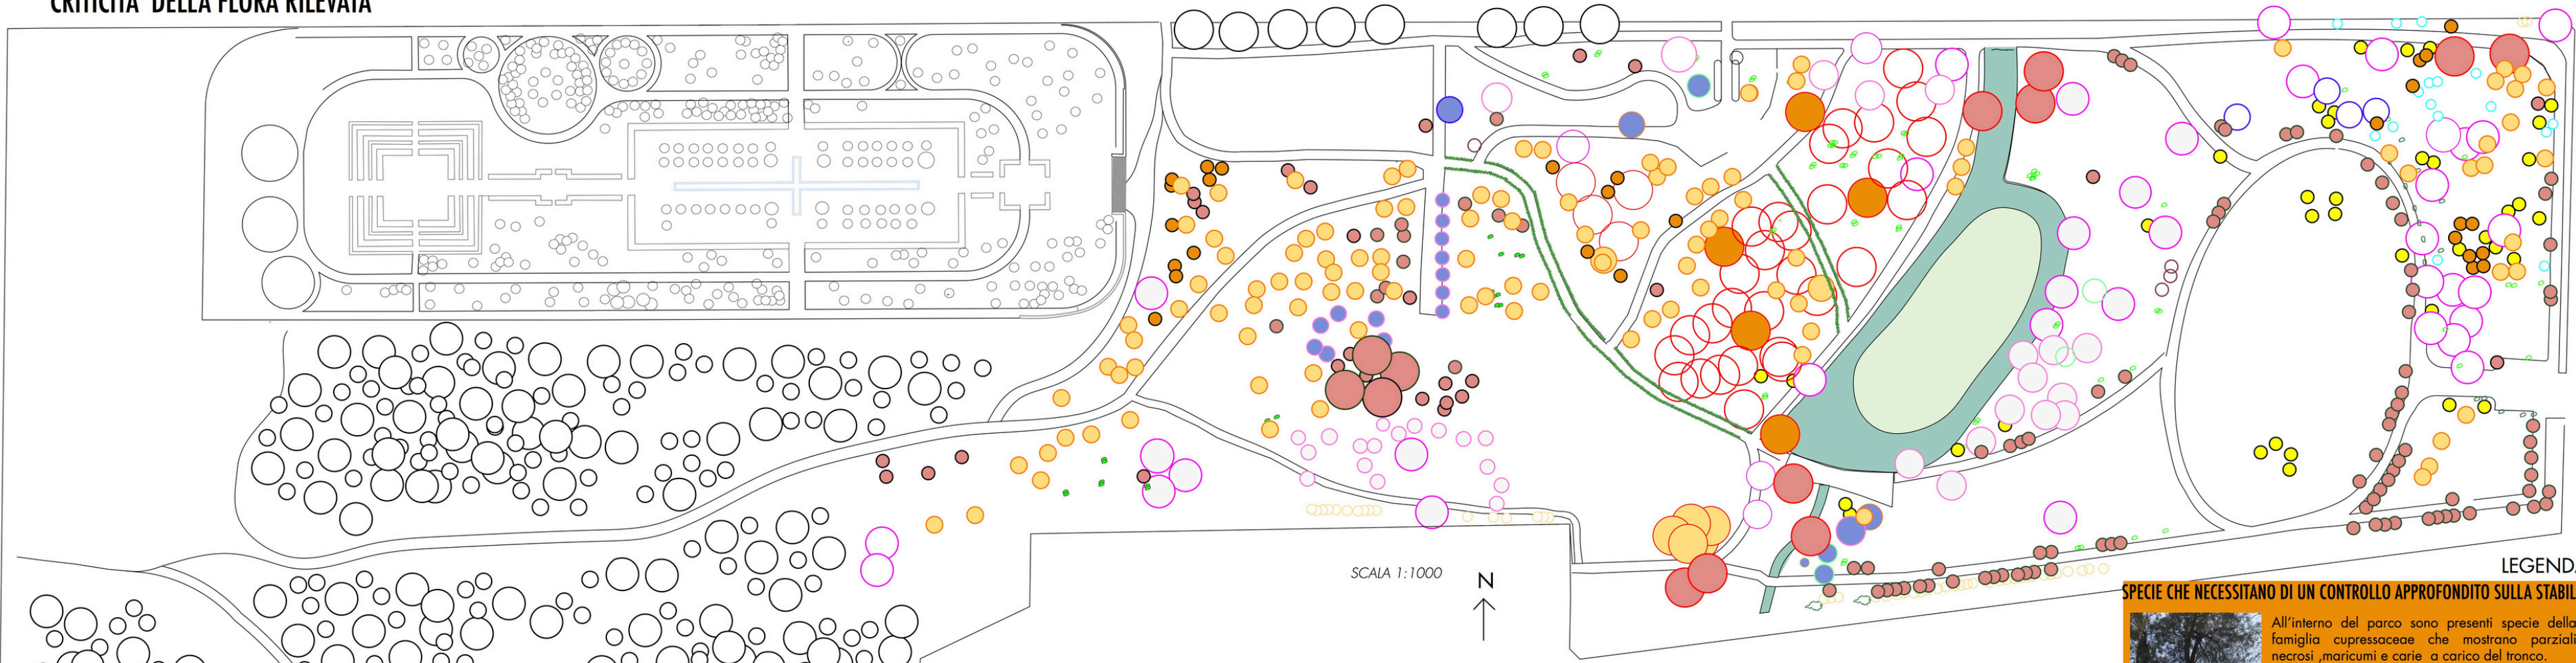 CRITICITA' DELLA FLORA RILEVATA
SCALA 1:1000
N
LEGEND
SPECIE CHE NECESSITANO DI UN CONTROLLO APPROFONDITO SULLA STABIL
All'interno del parco sono presenti specie della
famiglia cupressaceae che mostrano parziali
necrosi ,maricumi e carie a carico del tronco.